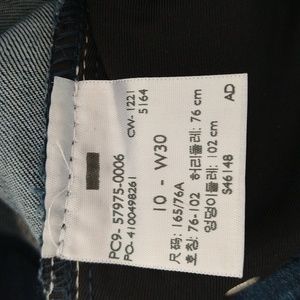 PC9- 57975-0006 CW- 1221
PO- 4100498261 5164
10 - W30
尺码: 165/76A
호칭: 76-102 허리둘레: 76 cm
엉덩이둘레: 102 cm
S46148 AD